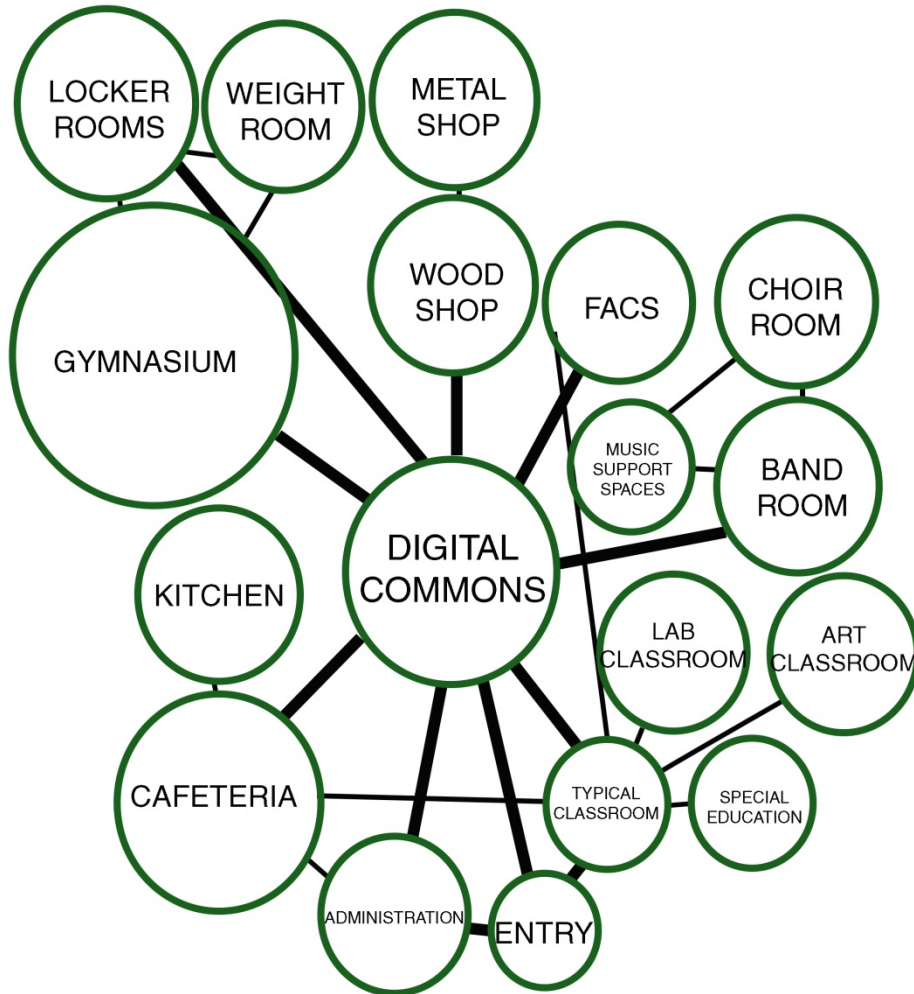 LOCKER
ROOMS
WEIGHT
ROOM
METAL
SHOP
WOOD
SHOP
FACS
CHOIR
ROOM
GYMNASIUM
MUSIC
SUPPORT
SPACES
BAND
ROOM
DIGITAL
COMMONS
KITCHEN
LAB
CLASSROOM
ART
CLASSROOM
CAFETERIA
TYPICAL
CLASSROOM
SPECIAL
EDUCATION
ADMINISTRATION
ENTRY